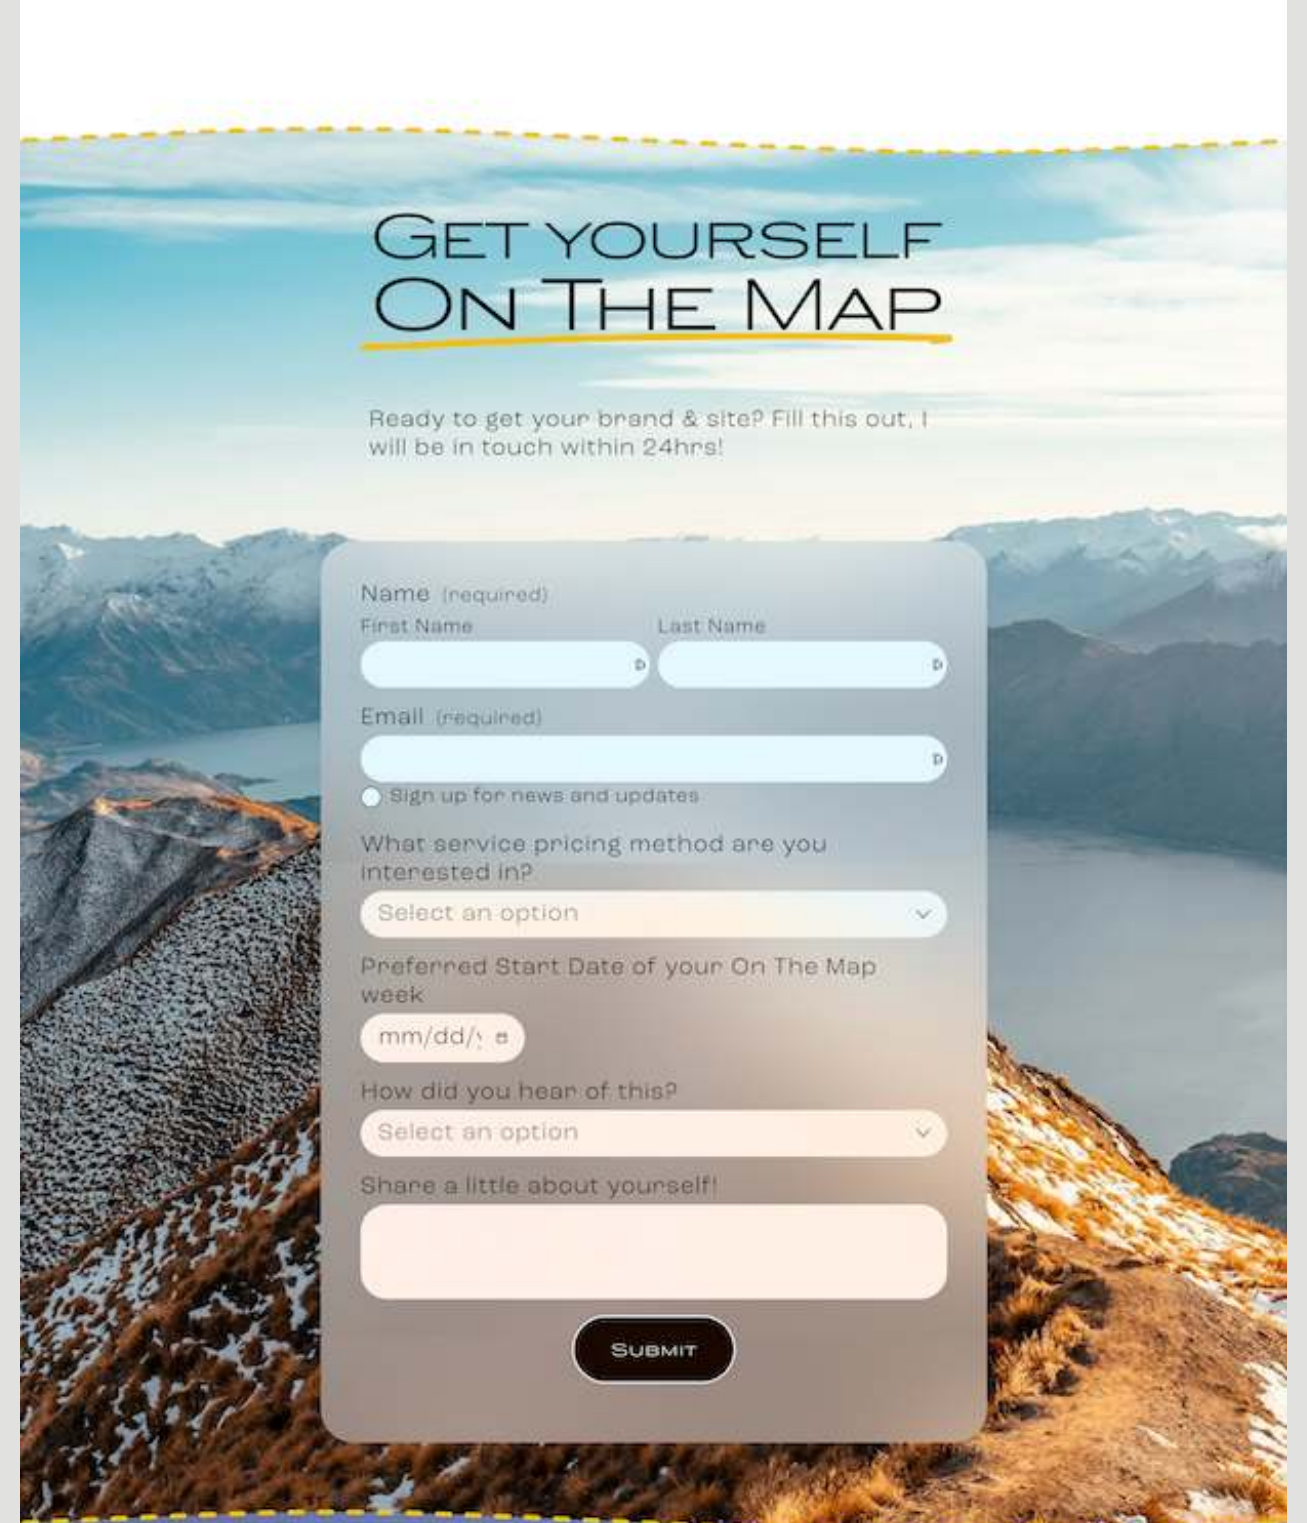 Get yourself
On The Map
Ready to get your brand & site? Fill this out, I
will be in touch within 24hrs!
Name (required)
First Name
Last Name
Email (required)
Sign up for news and updates
What service pricing method are you
interested in?
Select an option
Preferred Start Date of your On The Map
week
mm/dd/y
How did you hear of this?
Select an option
Share a little about yourself!
Submit